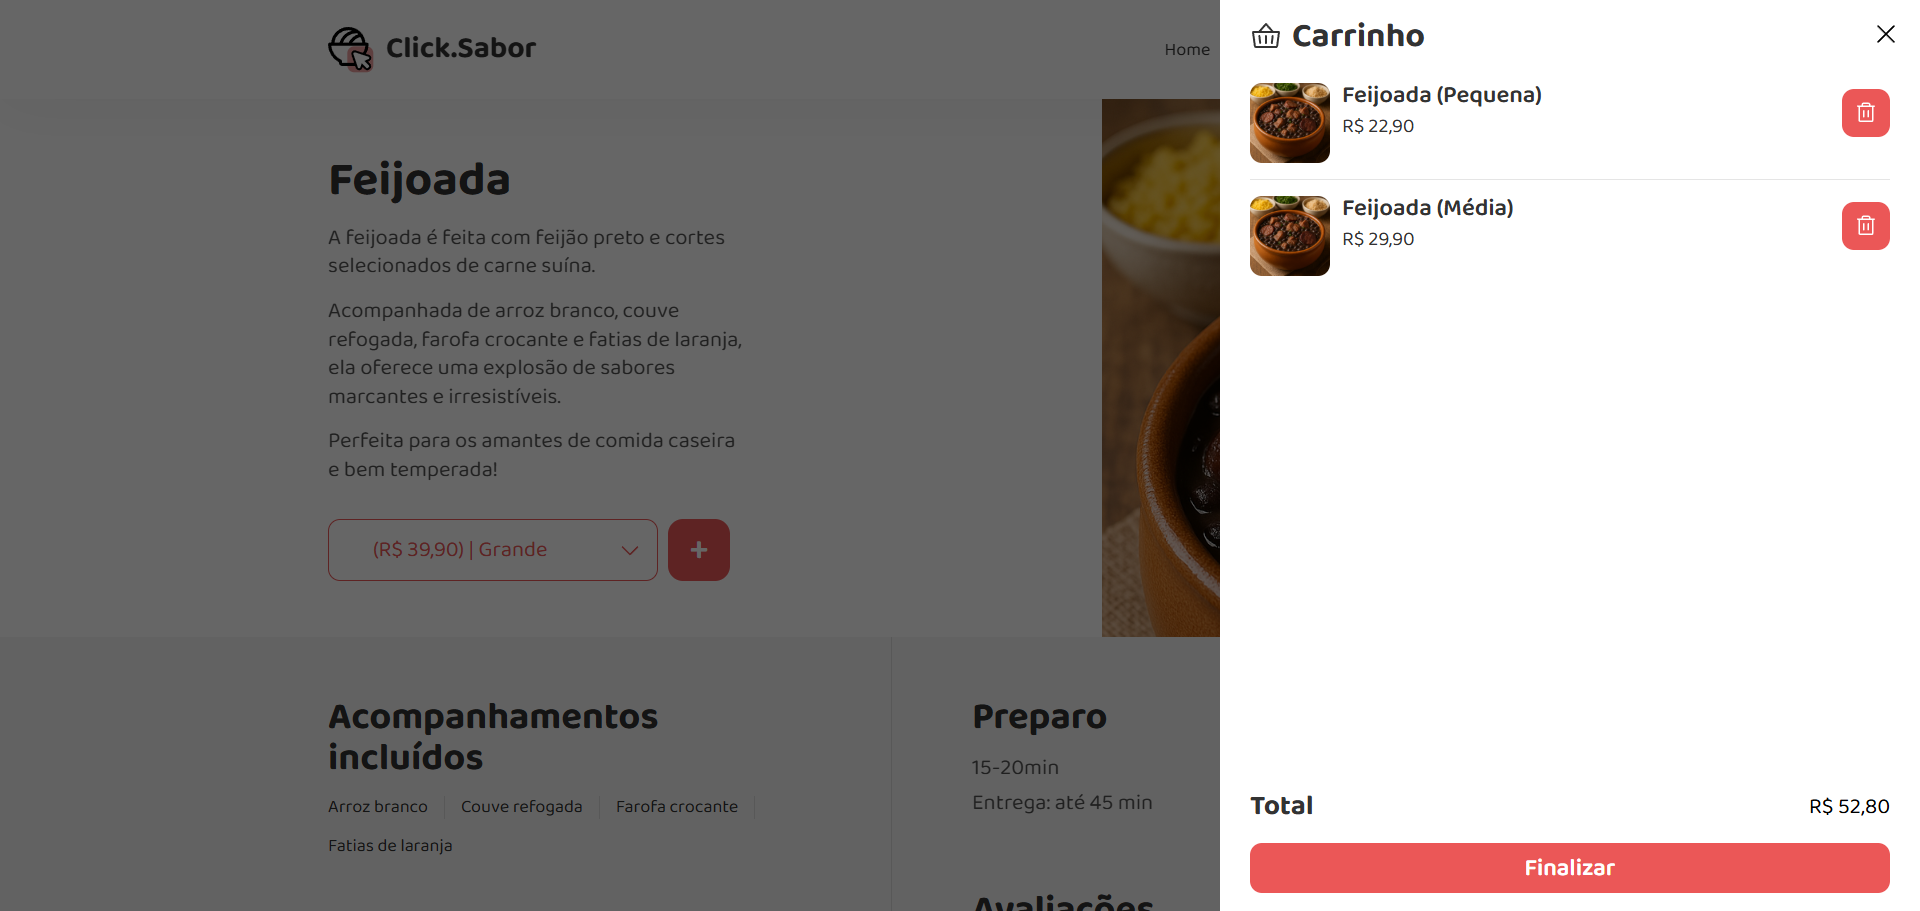 Click.Sabor
Home
Feijoada
A feijoada é feita com feijão preto e cortes
selecionados de carne suína.
Acompanhada de arroz branco, couve
refogada, farofa crocante e fatias de laranja,
ela oferece uma explosão de sabores
marcantes e irresistíveis.
Perfeita para os amantes de comida caseira
e bem temperada!
(R$ 39,90) | Grande
+
Acompanhamentos
incluídos
Arroz branco
Couve refogada
Farofa crocante
Fatias de laranja
Preparo
15-20min
Entrega: até 45 min
Avaliações
Carrinho
Feijoada (Pequena)
R$ 22,90
Feijoada (Média)
R$ 29,90
Total
R$ 52,80
Finalizar